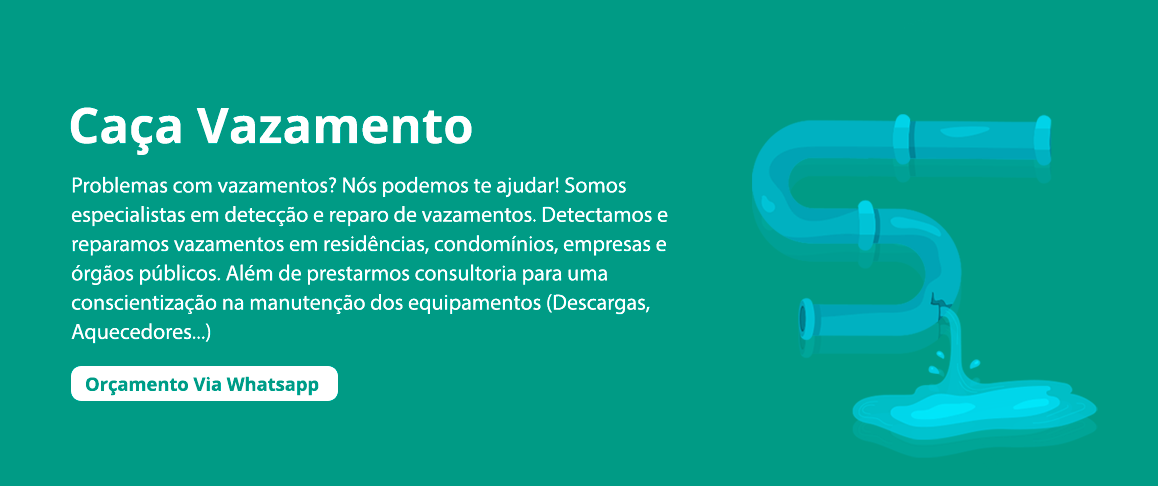 Caça Vazamento
Problemas com vazamentos? Nós podemos te ajudar! Somos
especialistas em detecção e reparo de vazamentos. Detectamos e
reparamos vazamentos em residências, condomínios, empresas e
órgãos públicos. Além de prestarmos consultoria para uma
conscientização na manutenção dos equipamentos (Descargas,
Aquecedores...)
Orçamento Via Whatsapp